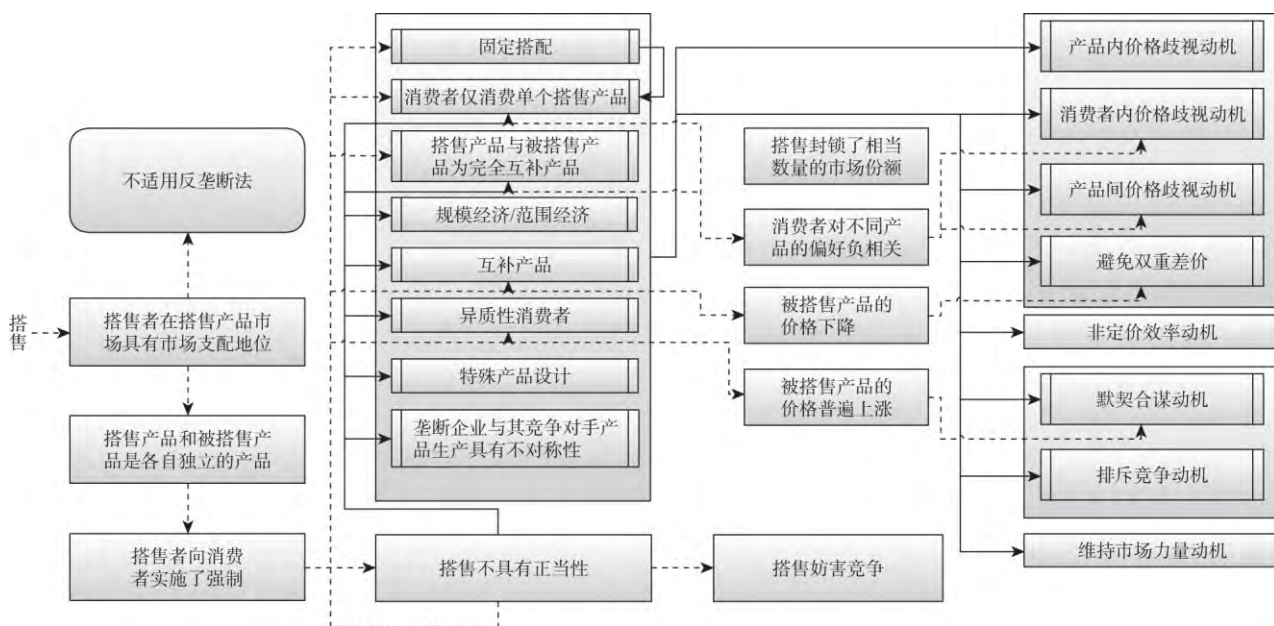 搭
售
不适用反垄断法
搭售者在搭售产品市
场具有市场支配地位
搭售产品和被搭售产
品是各自独立的产品
搭售者向消费
者实施了强制
固定搭配
消费者仅消费单个搭售产品
搭售产品与被搭售产
品为完全互补产品
规模经济/范围经济
互补产品
异质性消费者
特殊产品设计
垄断企业与其竞争对手产
品生产具有不对称性
搭售不具有正当性
搭售封锁了相当
数量的市场份额
消费者对不同产
品的偏好负相关
被搭售产品的
价格下降
被搭售产品的
价格普遍上涨
搭售妨害竞争
产品内价格歧视动机
消费者内价格歧视动机
产品间价格歧视动机
避免双重差价
非定价效率动机
默契合谋动机
排斥竞争动机
维持市场力量动机